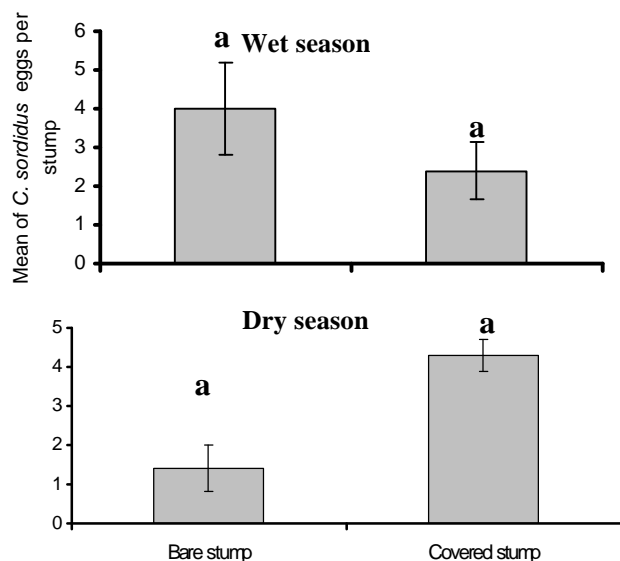 Mean of C. sordidus eggs per
stump
Wet season
6
5
4
3
2
1
0
a
a
Dry season
5
4
3
2
1
0
a
a
Bare stump
Covered stump